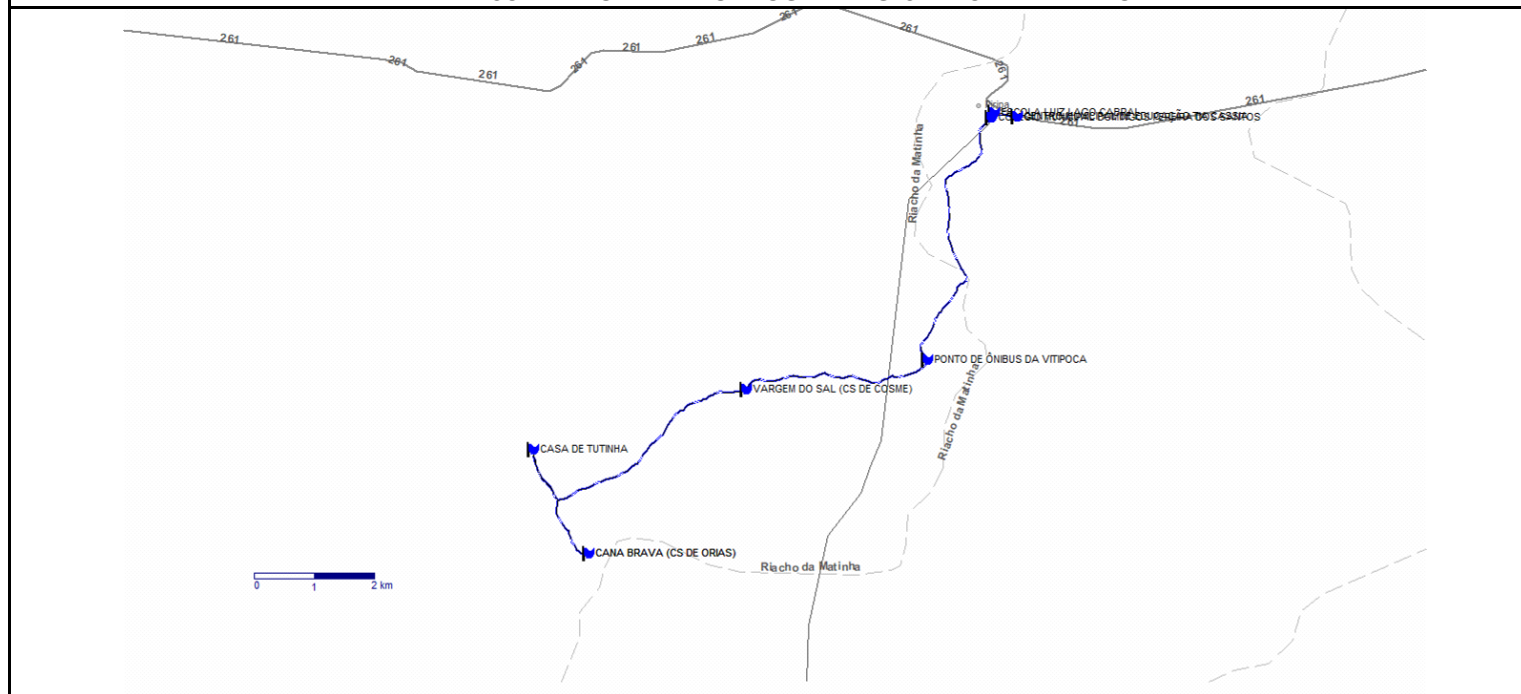 261
261
261
261
261
261
261
261
261
261
ESCOLA LUIZ LAGO CABRAL
Riacho da Matinha
PONTO DE ÔNIBUS DA VITIPOCA
VARGEM DO SAL (CS DE COSME)
Riacho da Matinha
CASA DE TUTINHA
CANA BRAVA (CS DE ORIAS)
Riacho da Matinha
0 1 2 km